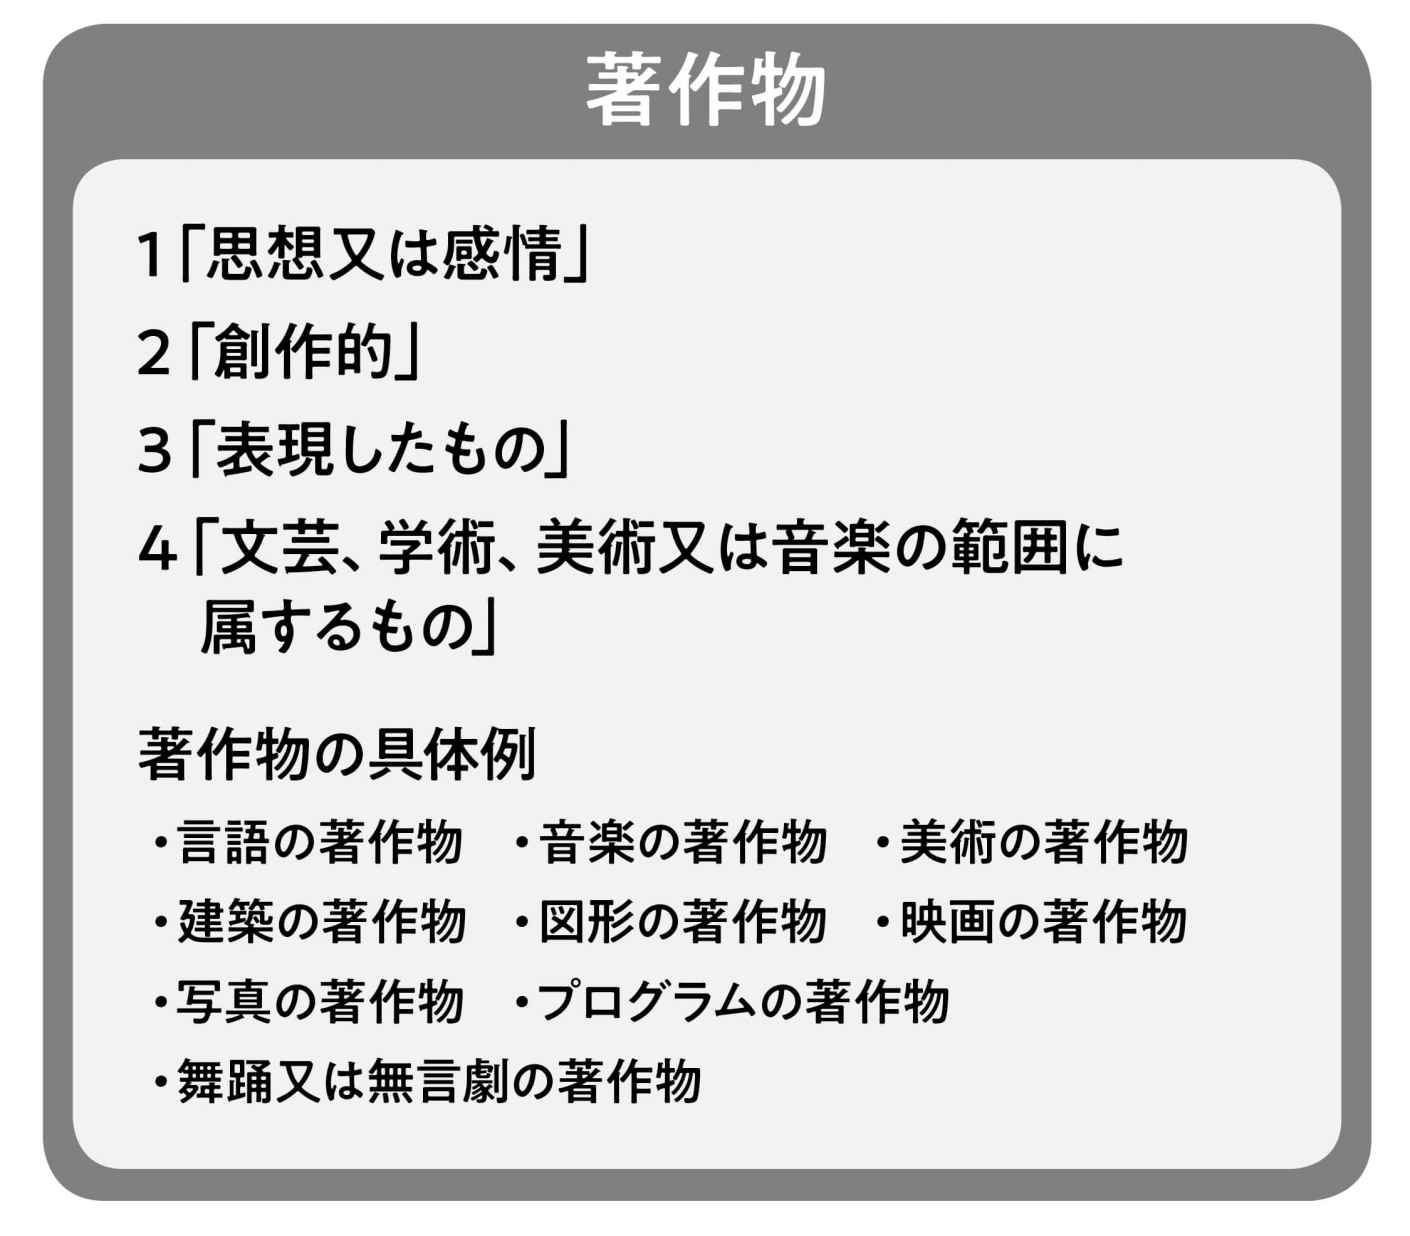 著作物
1「思想又は感情」
2「創作的」
3「表現したもの」
4「文芸、学術、美術又は音楽の範囲に
属するもの」
著作物の具体例
・言語の著作物 ・音楽の著作物 ・美術の著作物
・建築の著作物 ・図形の著作物 ・映画の著作物
・写真の著作物 ・プログラムの著作物
・舞踊又は無言劇の著作物